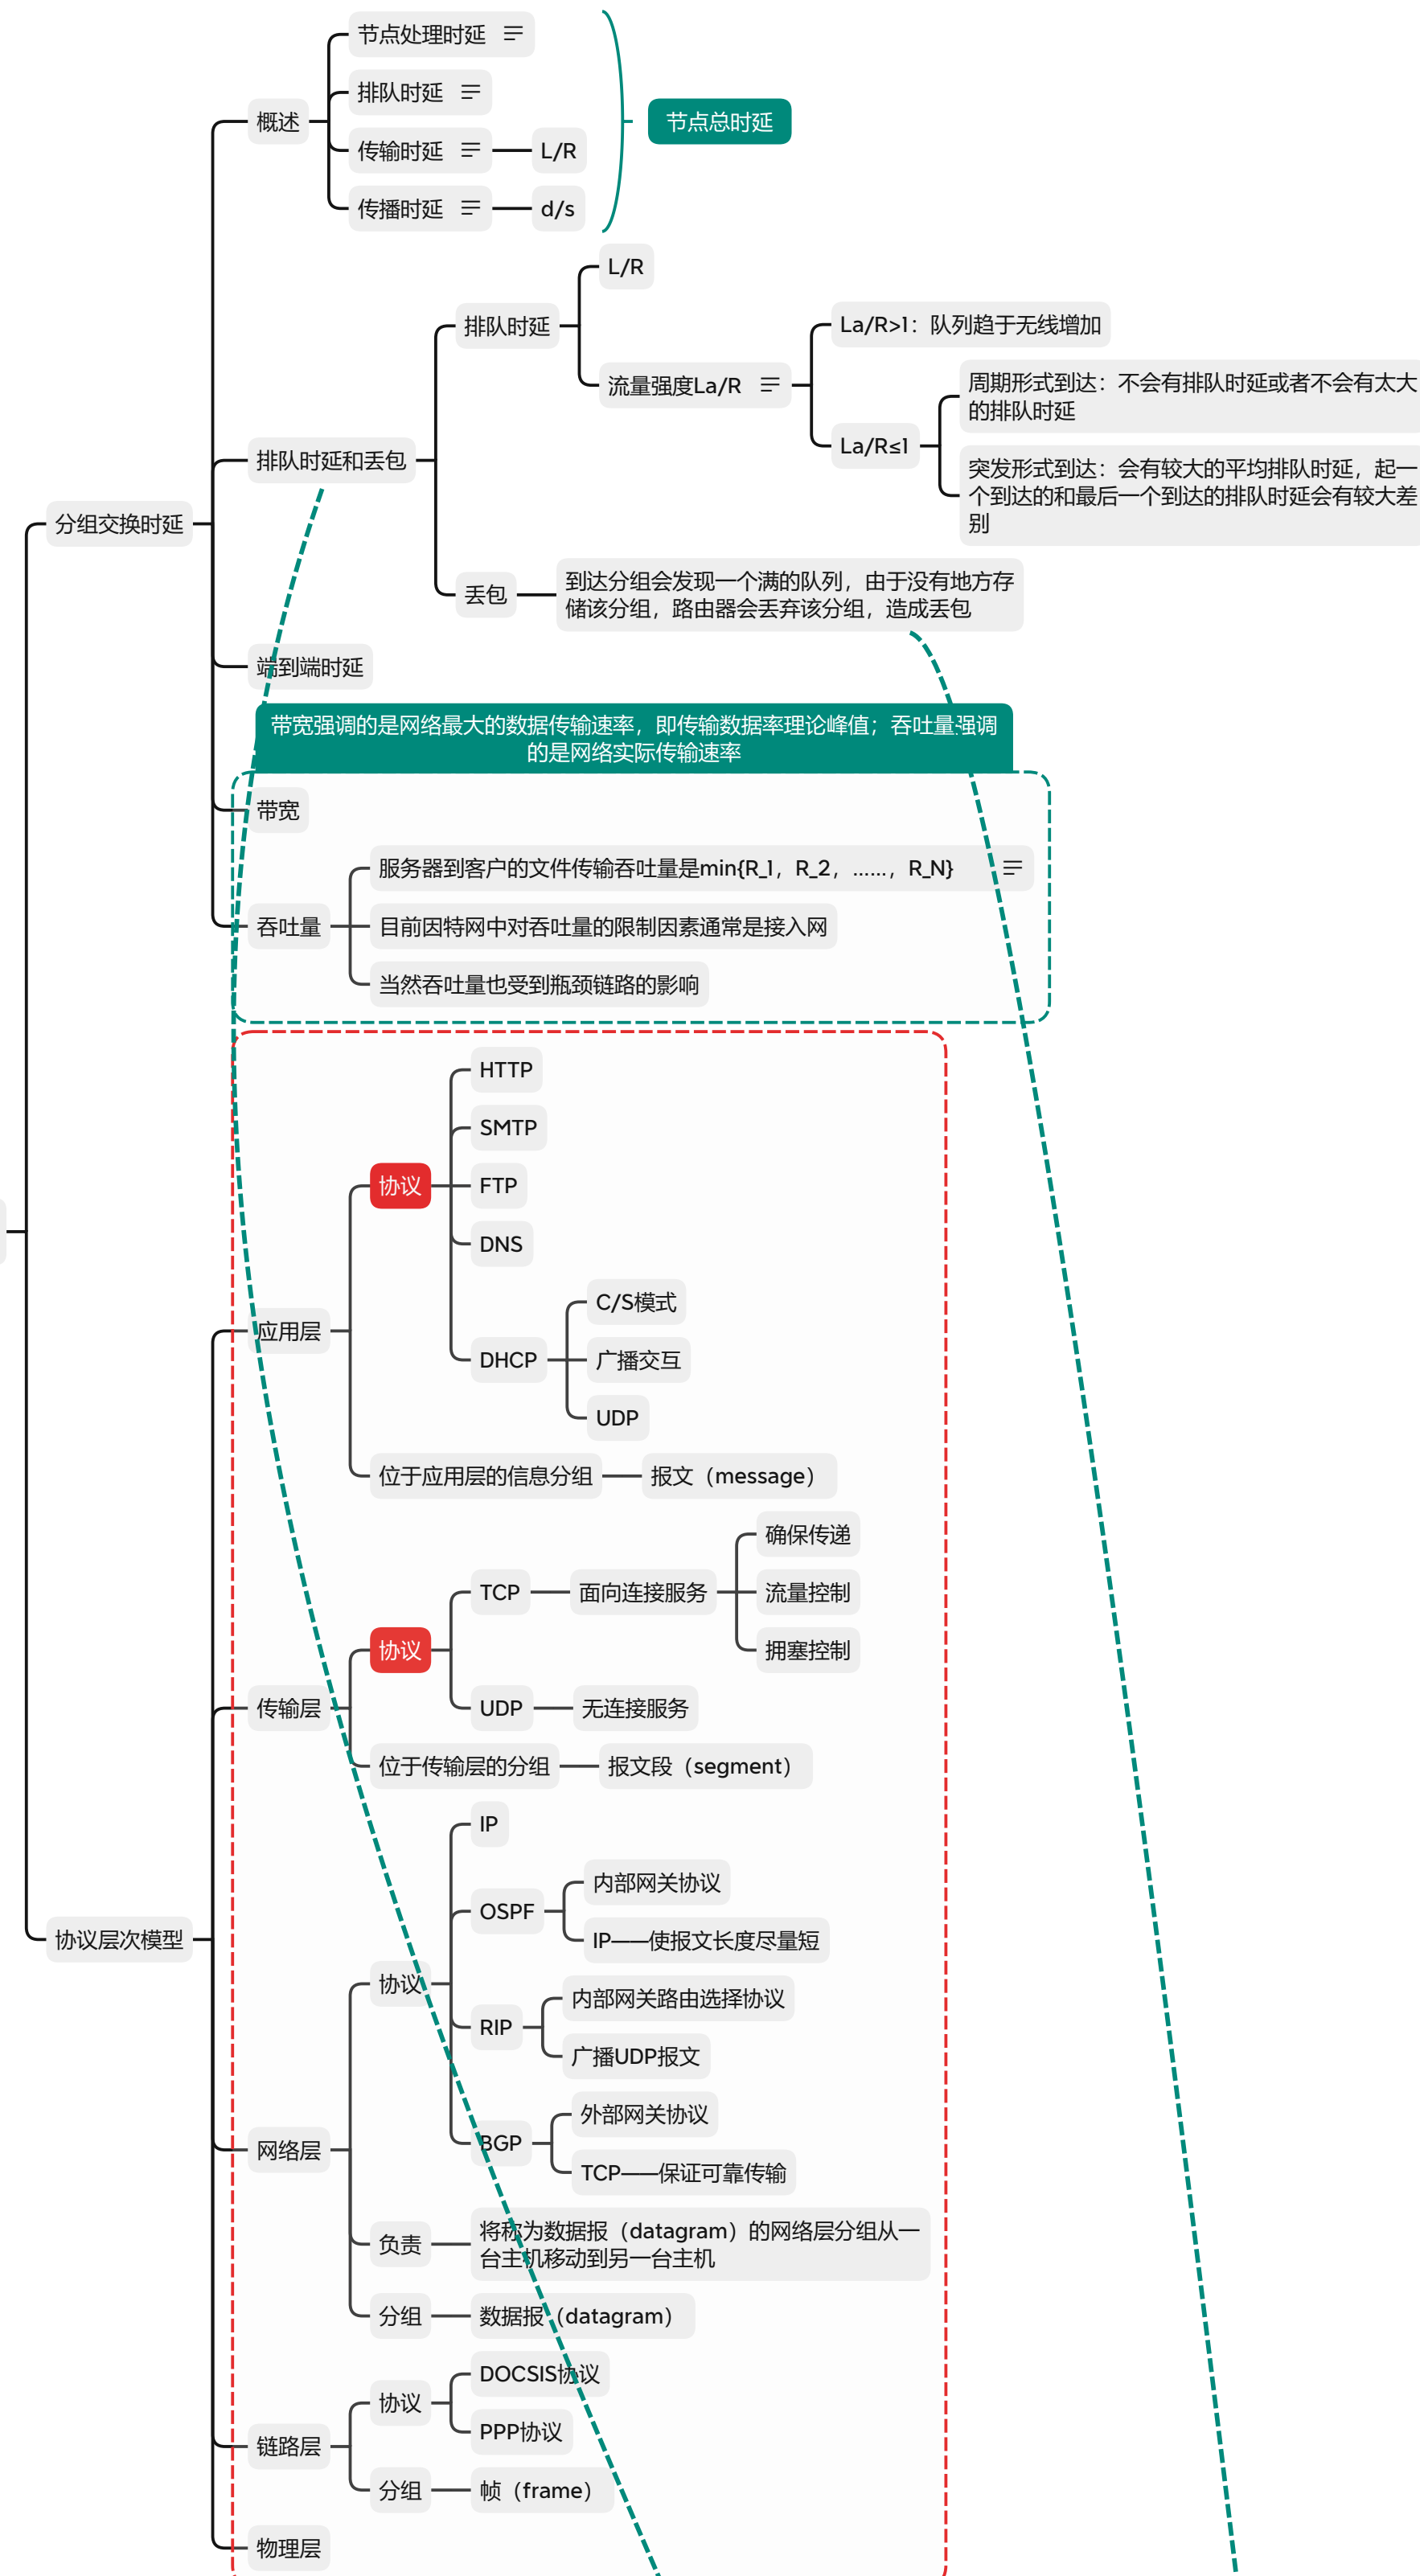 节点处理时延
排队时延
概述
节点总时延
传输时延
L/R
传播时延
d/s
L/R
排队时延
La/R>1：队列趋于无线增加
流量强度La/R
周期形式到达：不会有排队时延或者不会有太大
的排队时延
La/R≤1
排队时延和丢包
突发形式到达：会有较大的平均排队时延，起一
个到达的和最后一个到达的排队时延会有较大差
别
分组交换时延
丢包
到达分组会发现一个满的队列，由于没有地方存
储该分组，路由器会丢弃该分组，造成丢包
端到端时延
带宽强调的是网络最大的数据传输速率，即传输数据率理论峰值；吞吐量强调
的是网络实际传输速率
带宽
服务器到客户的文件传输吞吐量是min{R_1，R_2，……，R_N}
吞吐量
目前因特网中对吞吐量的限制因素通常是接入网
当然吞吐量也受到瓶颈链路的影响
HTTP
SMTP
协议
FTP
DNS
C/S模式
应用层
DHCP
广播交互
UDP
位于应用层的信息分组
报文（message）
确保传递
TCP
面向连接服务
流量控制
协议
拥塞控制
传输层
UDP
无连接服务
位于传输层的分组
报文段（segment）
IP
内部网关协议
OSPF
IP——使报文长度尽量短
协议层次模型
协议
内部网关路由选择协议
RIP
广播UDP报文
外部网关协议
网络层
BGP
TCP——保证可靠传输
负责
将称为数据报（datagram）的网络层分组从一
台主机移动到另一台主机
分组
数据报（datagram）
DOCSIS协议
协议
PPP协议
链路层
分组
帧（frame）
物理层